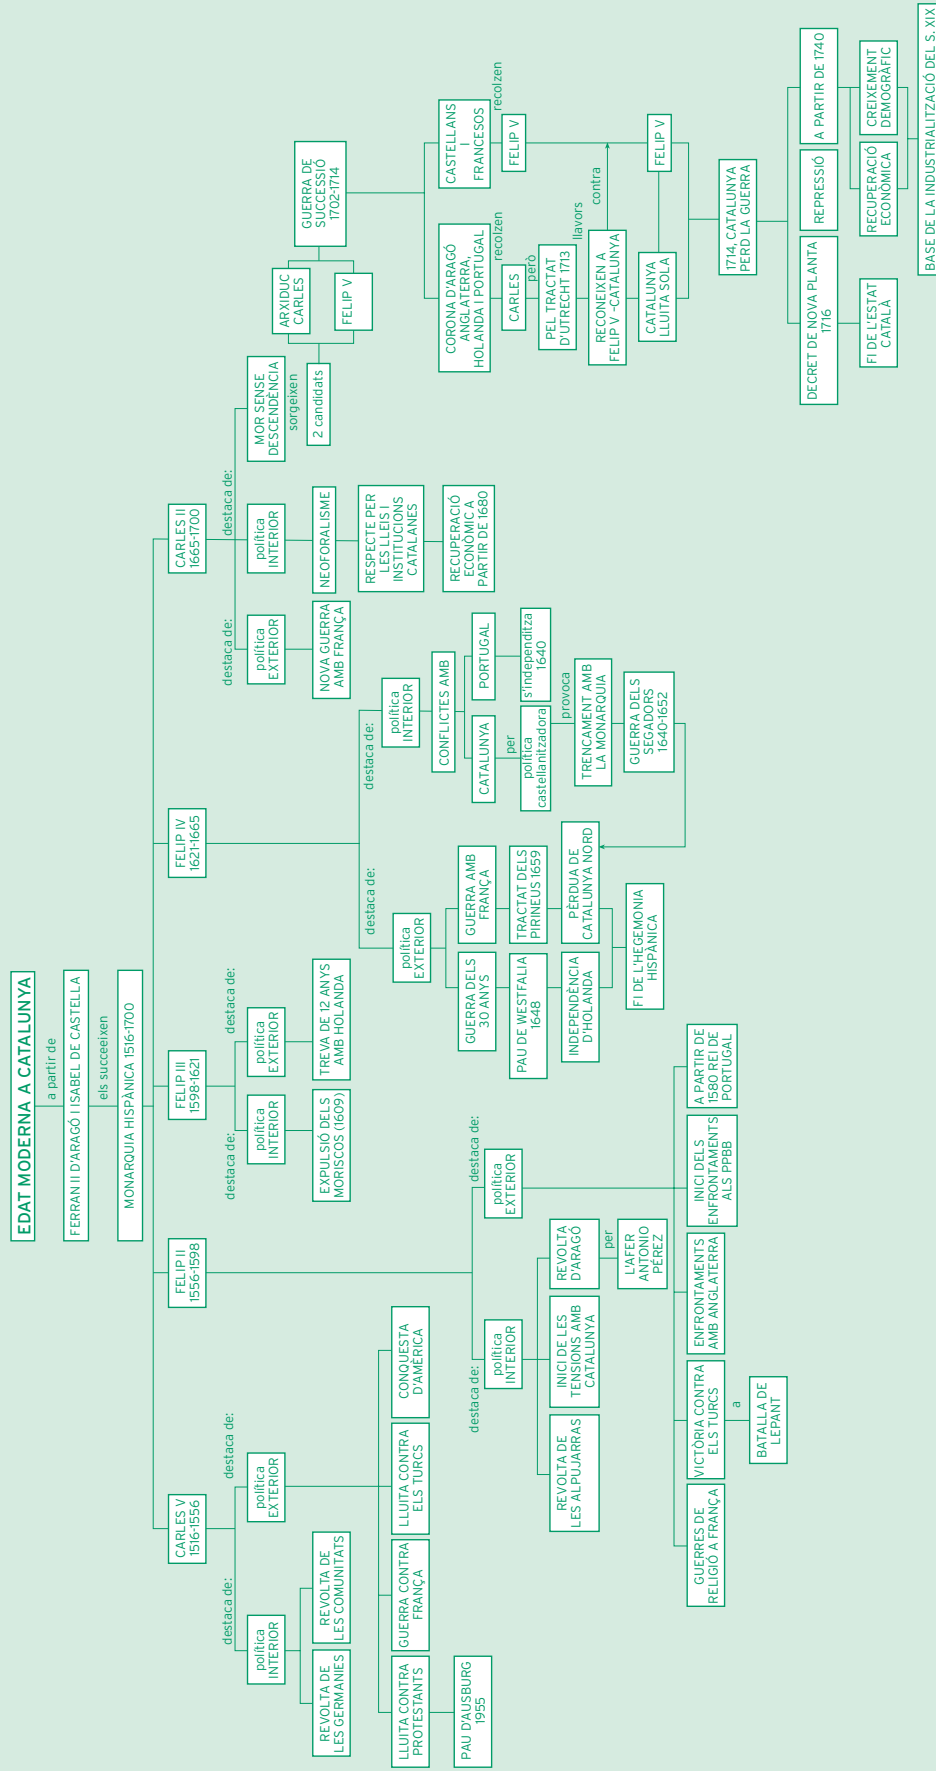 EDAT MODERNA A CATALUNYA
a partir de
FERRAN II D'ARAGÓ I ISABEL DE CASTELLA
els succeeixen
MONARQUIA HISPÀNICA 1516-1700
CARLES V
1516-1556
destaca de:
destaca de:
política
INTERIOR
política
EXTERIOR
REVOLTA DE
LES GERMANIES
REVOLTA DE
LES COMUNITATS
LLUITA CONTRA
PROTESTANTS
GUERRA CONTRA
FRANÇA
LLUITA CONTRA
ELS TURCS
CONQUESTA
D'AMÈRICA
PAU D'AUSBURG
1955
FELIP II
1556-1598
destaca de:
destaca de:
política
INTERIOR
política
EXTERIOR
REVOLTA DE
LES ALPUJARRAS
INICI DE LES
TENSIONS AMB
CATALUNYA
REVOLTA
D'ARAGÓ
per
L'AFER
ANTONIO
PÉREZ
GUERRES DE
RELIGIÓ A FRANÇA
VICTÒRIA CONTRA
ELS TURCS
ENFRONTAMENTS
AMB ANGLATERRA
INICI DELS
ENFRONTAMENTS
ALS PPBB
A PARTIR DE
1580 REI DE
PORTUGAL
a
BATALLA DE
LEPANT
FELIP III
1598-1621
destaca de:
destaca de:
política
INTERIOR
política
EXTERIOR
EXPULSIÓ DELS
MORISCOS (1609)
TREVA DE 12 ANYS
AMB HOLANDA
FELIP IV
1621-1665
destaca de:
destaca de:
política
EXTERIOR
política
INTERIOR
GUERRA DELS
30 ANYS
GUERRA AMB
FRANÇA
PAU DE WESTFALIA
1648
TRACTAT DELS
PIRINEUS 1659
INDEPENDÈNCIA
D'HOLANDA
PÈRDUA DE
CATALUNYA NORD
FI DE L'HEGEMONIA
HISPÀNICA
CONFLICTES AMB
CATALUNYA
PORTUGAL
per
política
castellanitzadora
s'independitza
1640
provoca
TRENCAMENT AMB
LA MONARQUIA
GUERRA DELS
SEGADORS
1640-1652
CARLES II
1665-1700
destaca de:
destaca de:
política
EXTERIOR
política
INTERIOR
MOR SENSE
DESCENDÈNCIA
NOVA GUERRA
AMB FRANÇA
NEOFORALISME
RESPECTE PER
LES LLEIS I
INSTITUCIONS
CATALANES
RECUPERACIÓ
ECONÒMIC A
PARTIR DE 1680
sorgeixen
2 candidats
ARXIDUC
CARLES
FELIP V
GUERRA DE
SUCCESSIÓ
1702-1714
CORONA D'ARAGÓ
ANGLATERRA,
HOLANDA I PORTUGAL
CASTELLANS
I
FRANCESOS
recolzen
recolzen
CARLES
FELIP V
però
PEL TRACTAT
D'UTRECHT 1713
llavors
RECONEIXEN A
FELIP V -CATALUNYA
contra
CATALUNYA
LLUITA SOLA
FELIP V
1714, CATALUNYA
PERD LA GUERRA
DECRET DE NOVA PLANTA
1716
REPRESSIÓ
A PARTIR DE 1740
FI DE L'ESTAT
CATALÀ
RECUPERACIÓ
ECONÒMICA
CREIXEMENT
DEMOGRÀFIC
BASE DE LA INDUSTRIALITZACIÓ DEL S. XIX